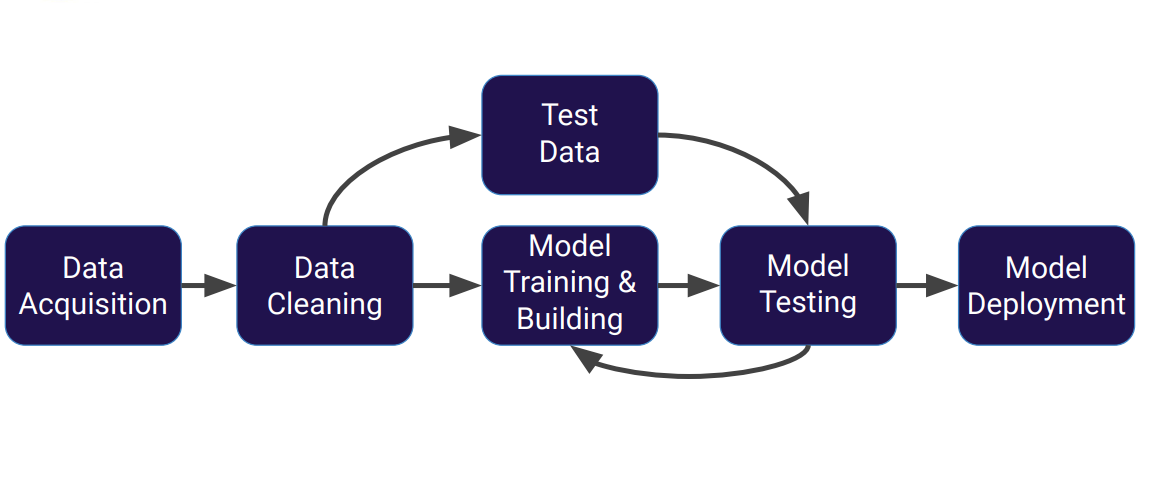 Test
Data
Data
Acquisition
Data
Cleaning
Model
Training &
Building
Model
Testing
Model
Deployment